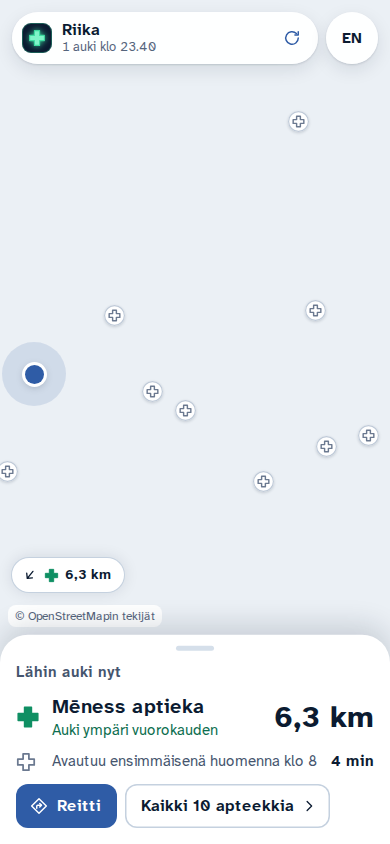 Riika
1 auki klo 23.40
EN
6,3 km
© OpenStreetMapin tekijät
Lähin auki nyt
Mēness aptieka
Auki ympäri vuorokauden
6,3 km
Avautuu ensimmäisenä huomenna klo 8
4 min
Reitti
Kaikki 10 apteekkia